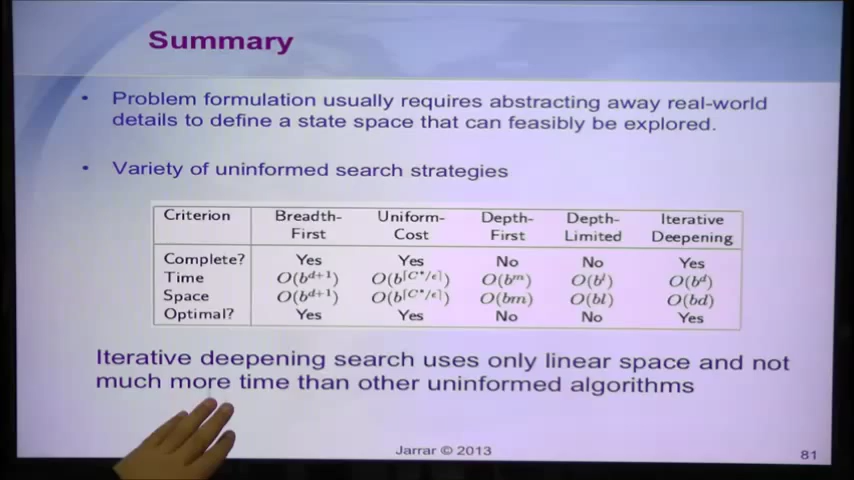 Summary
• Problem formulation usually requires abstracting away real-world
details to define a state space that can feasibly be explored.
• Variety of uninformed search strategies
Criterion Breadth-First Uniform-Cost Depth-First Depth-Limited Iterative Deepening
Complete? Yes Yes No No Yes
Time O(b^{d+1}) O(b^{⌈C*/ϵ⌉}) O(b^m) O(b^l) O(b^d)
Space O(b^{d+1}) O(b^{⌈C*/ϵ⌉}) O(bm) O(bl) O(bd)
Optimal? Yes Yes No No Yes
Iterative deepening search uses only linear space and not
much more time than other uninformed algorithms
Jarrar © 2013
81